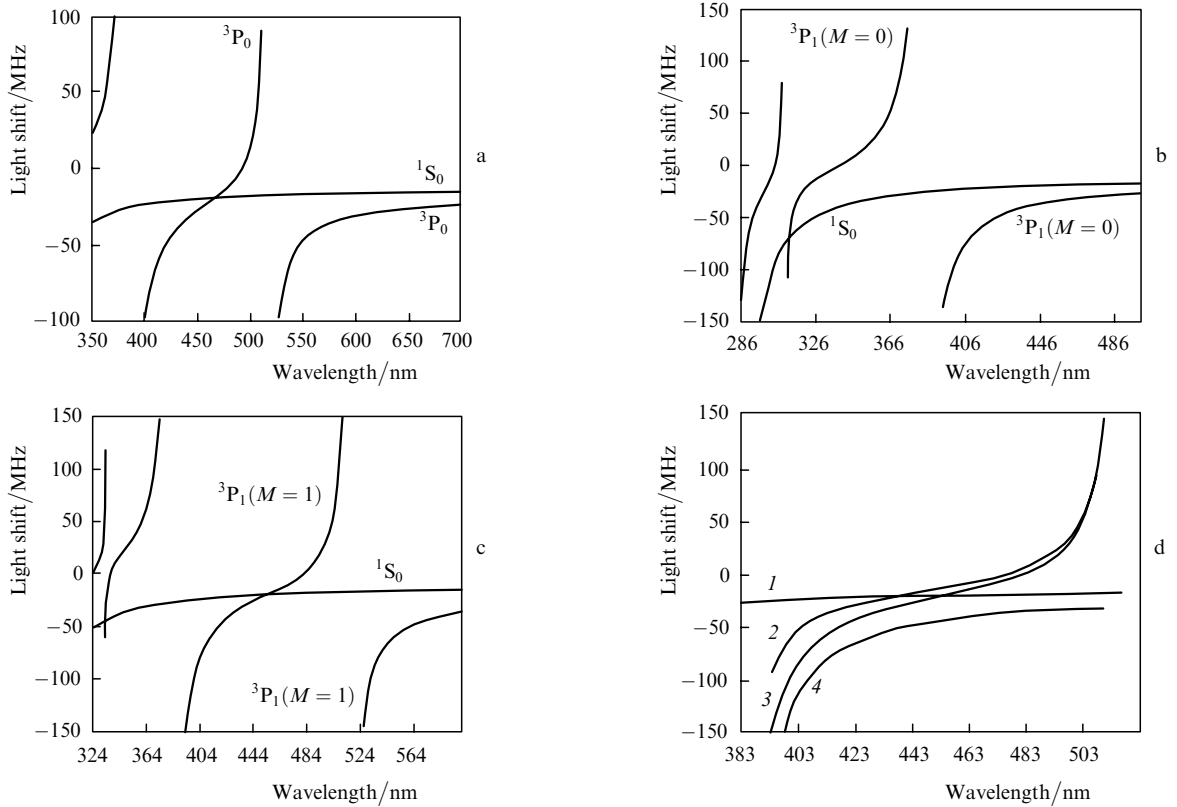 Light shift/MHz
100
50
0
−50
−100
³P₀
¹S₀
³P₀
a
350 400 450 500 550 600 650 700
Wavelength/nm
Light shift/MHz
150
100
50
0
−50
−100
−150
³P₁(M = 0)
¹S₀
³P₁(M = 0)
b
286 326 366 406 446 486
Wavelength/nm
Light shift/MHz
150
100
50
0
−50
−100
−150
³P₁(M = 1)
¹S₀
³P₁(M = 1)
c
324 364 404 444 484 524 564
Wavelength/nm
Light shift/MHz
150
100
50
0
−50
−100
−150
1
2
3
4
d
383 403 423 443 463 483 503
Wavelength/nm